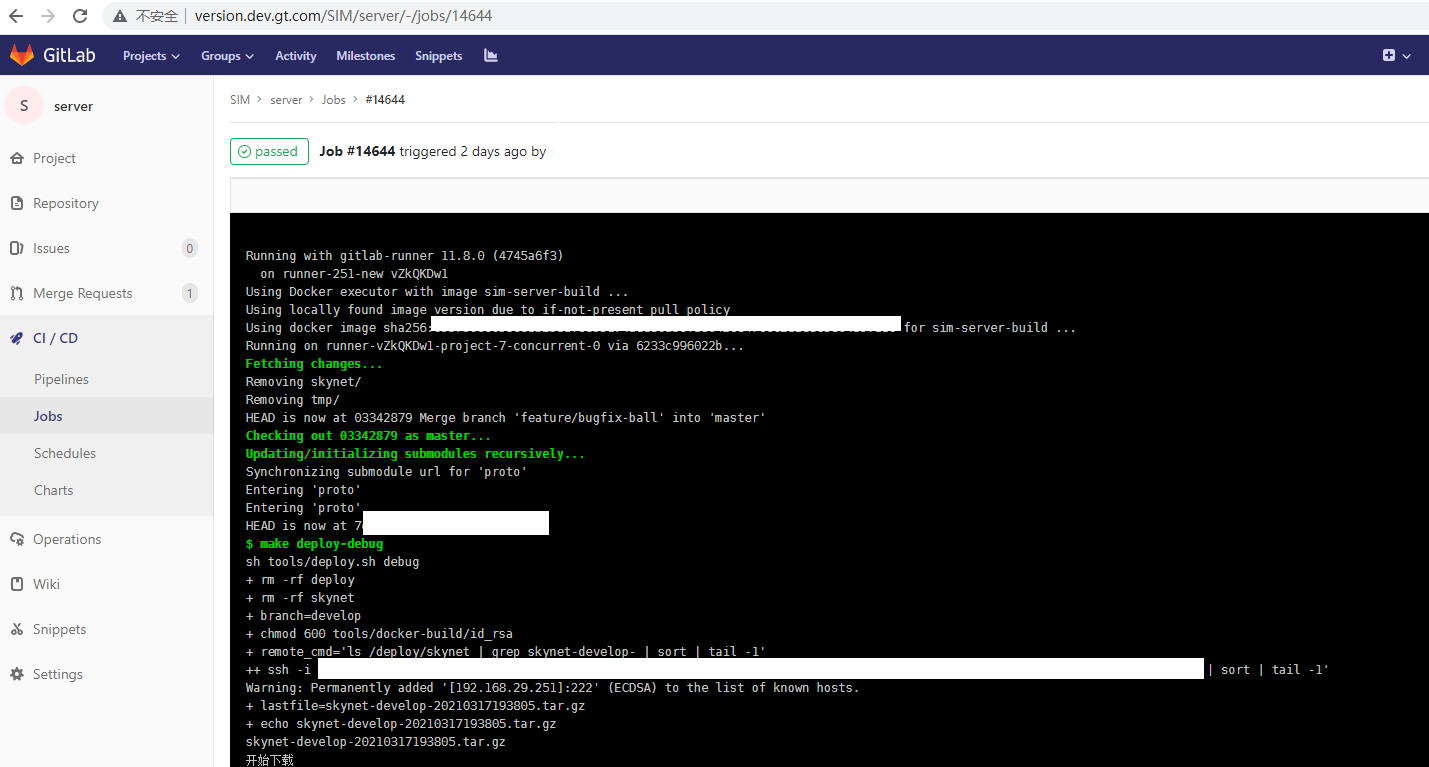 不安全 version.dev.gt.com/SIM/server/-/jobs/14644
GitLab Projects Groups Activity Milestones Snippets
S server
Project
Repository
Issues 0
Merge Requests 1
CI / CD
Pipelines
Jobs
Schedules
Charts
Operations
Wiki
Snippets
Settings
SIM > server > Jobs > #14644
passed Job #14644 triggered 2 days ago by
Running with gitlab-runner 11.8.0 (4745a6f3)
on runner-251-new vZkQKDw1
Using Docker executor with image sim-server-build ...
Using locally found image version due to if-not-present pull policy
Using docker image sha256: for sim-server-build ...
Running on runner-vZkQKDw1-project-7-concurrent-0 via 6233c996022b...
Fetching changes...
Removing skynet/
Removing tmp/
HEAD is now at 03342879 Merge branch 'feature/bugfix-ball' into 'master'
Checking out 03342879 as master...
Updating/initializing submodules recursively...
Synchronizing submodule url for 'proto'
Entering 'proto'
Entering 'proto'
HEAD is now at 7
$ make deploy-debug
sh tools/deploy.sh debug
+ rm -rf deploy
+ rm -rf skynet
+ branch=develop
+ chmod 600 tools/docker-build/id_rsa
+ remote_cmd='ls /deploy/skynet | grep skynet-develop- | sort | tail -1'
++ ssh -i | sort | tail -1'
Warning: Permanently added '[192.168.29.251]:222' (ECDSA) to the list of known hosts.
+ lastfile=skynet-develop-20210317193805.tar.gz
+ echo skynet-develop-20210317193805.tar.gz
skynet-develop-20210317193805.tar.gz
开始下载